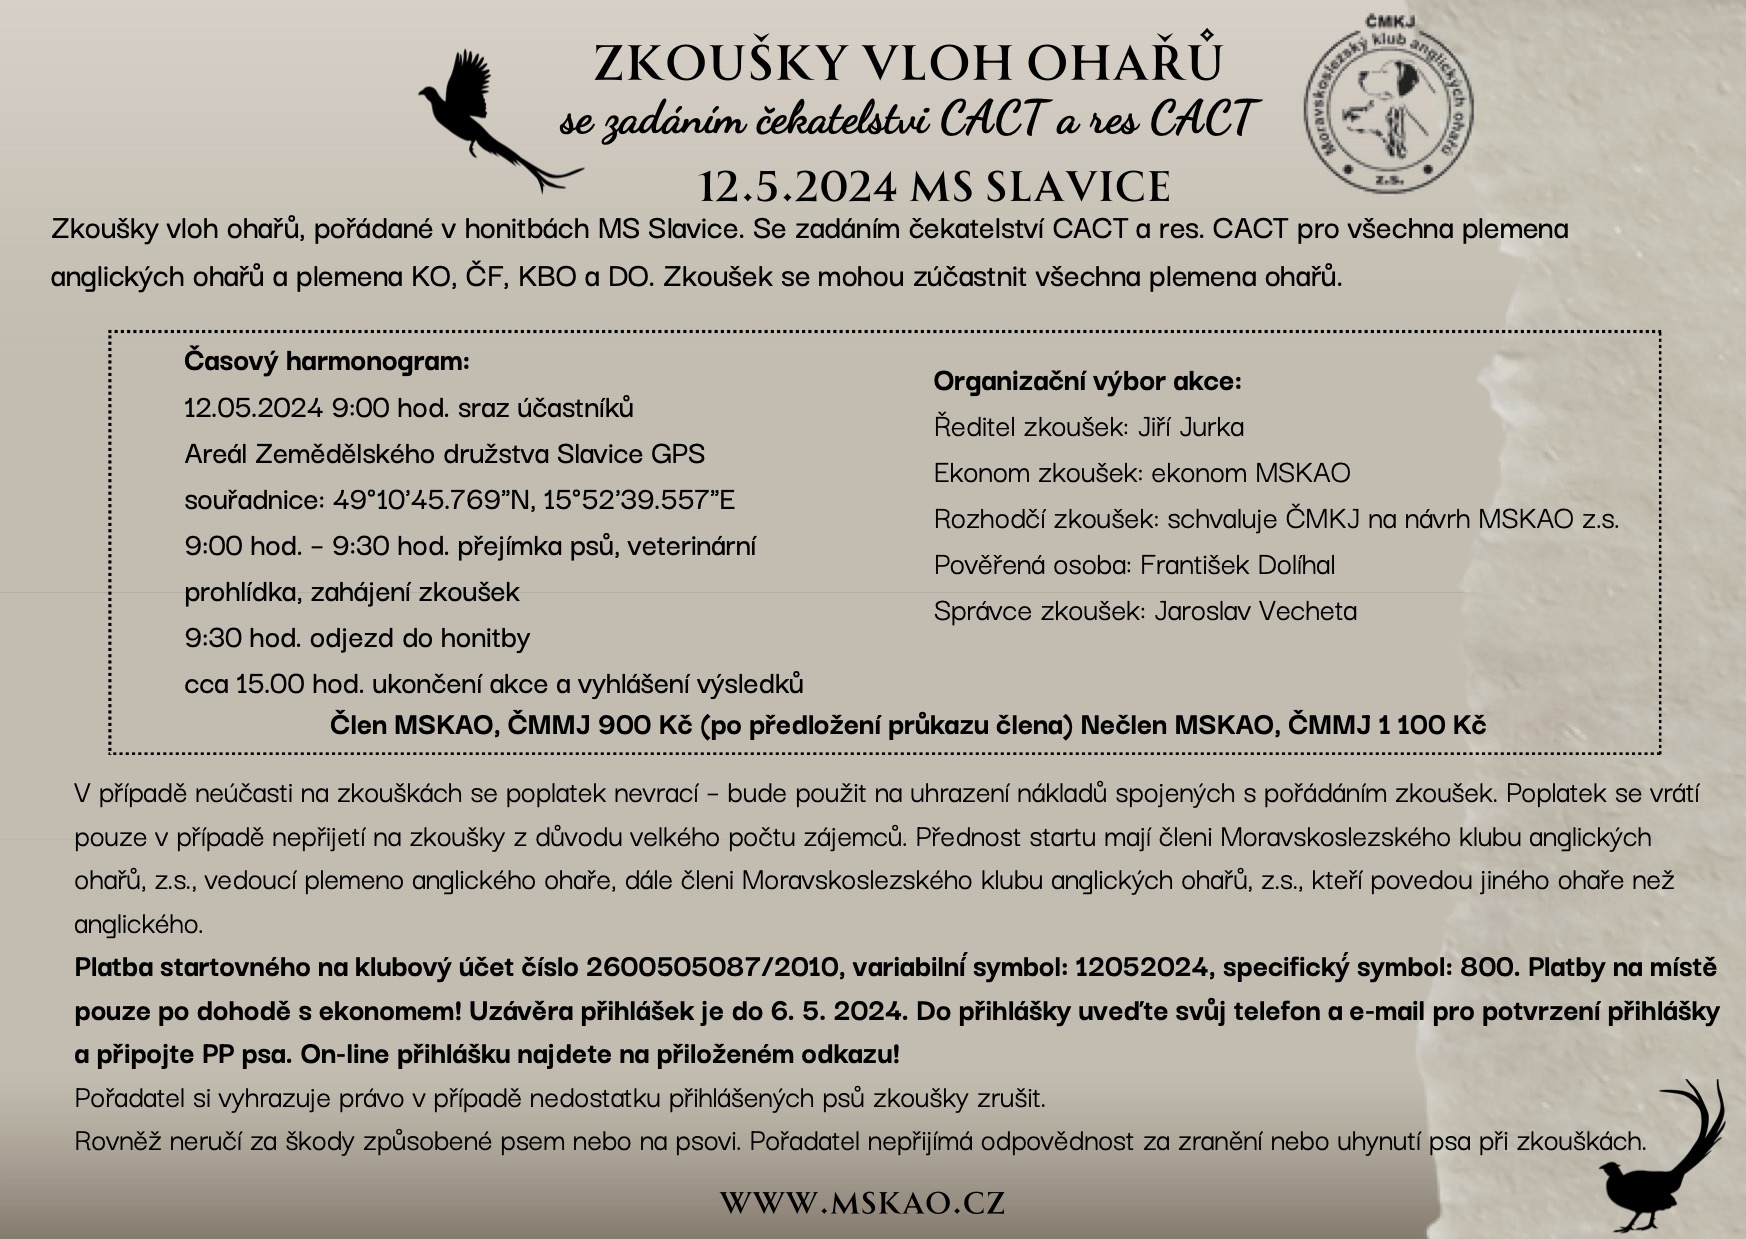 ZKOUŠKY VLOH OHAŘŮ
se zadáním čekatelstvi CACT a res CACT
12.5.2024 MS SLAVICE
ČMKJ
Moravskoslezský klub anglických ohařů
z.s.
Zkoušky vloh ohařů, pořádané v honitbách MS Slavice. Se zadáním čekatelství CACT a res. CACT pro všechna plemena
anglických ohařů a plemena KO, ČF, KBO a DO. Zkoušek se mohou zúčastnit všechna plemena ohařů.
Časový harmonogram:
12.05.2024 9:00 hod. sraz účastníků
Areál Zemědělského družstva Slavice GPS
souřadnice: 49°10’45.769”N, 15°52’39.557”E
9:00 hod. – 9:30 hod. přejímka psů, veterinární
prohlídka, zahájení zkoušek
9:30 hod. odjezd do honitby
cca 15.00 hod. ukončení akce a vyhlášení výsledků
Organizační výbor akce:
Ředitel zkoušek: Jiří Jurka
Ekonom zkoušek: ekonom MSKAO
Rozhodčí zkoušek: schvaluje ČMKJ na návrh MSKAO z.s.
Pověřená osoba: František Dolíhal
Správce zkoušek: Jaroslav Vecheta
Člen MSKAO, ČMMJ 900 Kč (po předložení průkazu člena) Nečlen MSKAO, ČMMJ 1 100 Kč
V případě neúčasti na zkouškách se poplatek nevrací – bude použit na uhrazení nákladů spojených s pořádáním zkoušek. Poplatek se vrátí
pouze v případě nepřijetí na zkoušky z důvodu velkého počtu zájemců. Přednost startu mají členi Moravskoslezského klubu anglických
ohařů, z.s., vedoucí plemeno anglického ohaře, dále členi Moravskoslezského klubu anglických ohařů, z.s., kteří povedou jiného ohaře než
anglického.
Platba startovného na klubový účet číslo 2600505087/2010, variabilní symbol: 12052024, specifický symbol: 800. Platby na místě
pouze po dohodě s ekonomem! Uzávěra přihlášek je do 6. 5. 2024. Do přihlášky uveďte svůj telefon a e-mail pro potvrzení přihlášky
a připojte PP psa. On-line přihlášku najdete na přiloženém odkazu!
Pořadatel si vyhrazuje právo v případě nedostatku přihlášených psů zkoušky zrušit.
Rovněž neručí za škody způsobené psem nebo na psovi. Pořadatel nepřijímá odpovědnost za zranění nebo uhynutí psa při zkouškách.
WWW.MSKAO.CZ